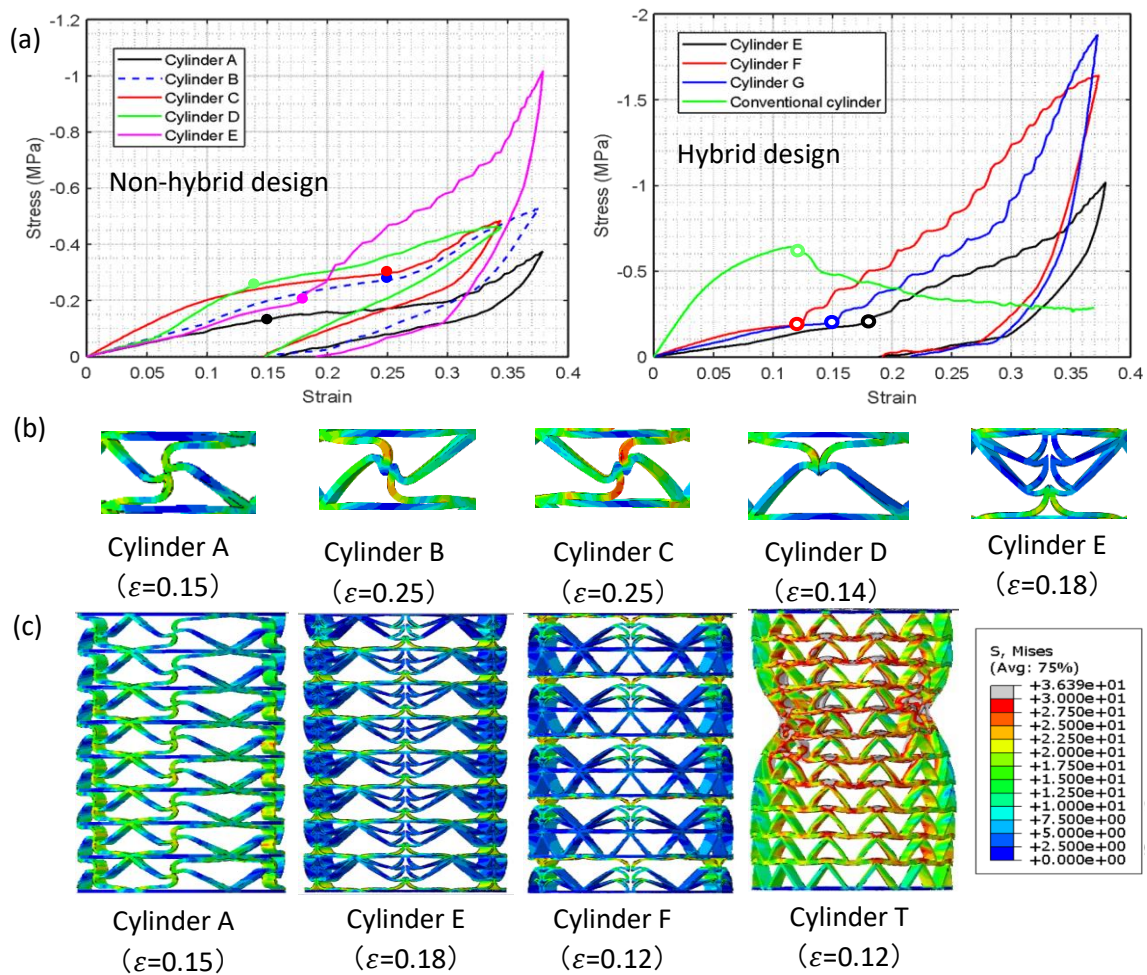 (a)
-1.2
-1
-0.8
-0.6
-0.4
-0.2
0
Stress (MPa)
Cylinder A
Cylinder B
Cylinder C
Cylinder D
Cylinder E
Non-hybrid design
0 0.05 0.1 0.15 0.2 0.25 0.3 0.35 0.4
Strain
-2
-1.5
-1
-0.5
0
Stress (MPa)
Cylinder E
Cylinder F
Cylinder G
Conventional cylinder
Hybrid design
0 0.05 0.1 0.15 0.2 0.25 0.3 0.35 0.4
Strain
(b)
Cylinder A
(ε=0.15)
Cylinder B
(ε=0.25)
Cylinder C
(ε=0.25)
Cylinder D
(ε=0.14)
Cylinder E
(ε=0.18)
(c)
Cylinder A
(ε=0.15)
Cylinder E
(ε=0.18)
Cylinder F
(ε=0.12)
Cylinder T
(ε=0.12)
S, Mises
(Avg: 75%)
+3.639e+01
+3.000e+01
+2.750e+01
+2.500e+01
+2.250e+01
+2.000e+01
+1.750e+01
+1.500e+01
+1.250e+01
+1.000e+01
+7.500e+00
+5.000e+00
+2.500e+00
+0.000e+00